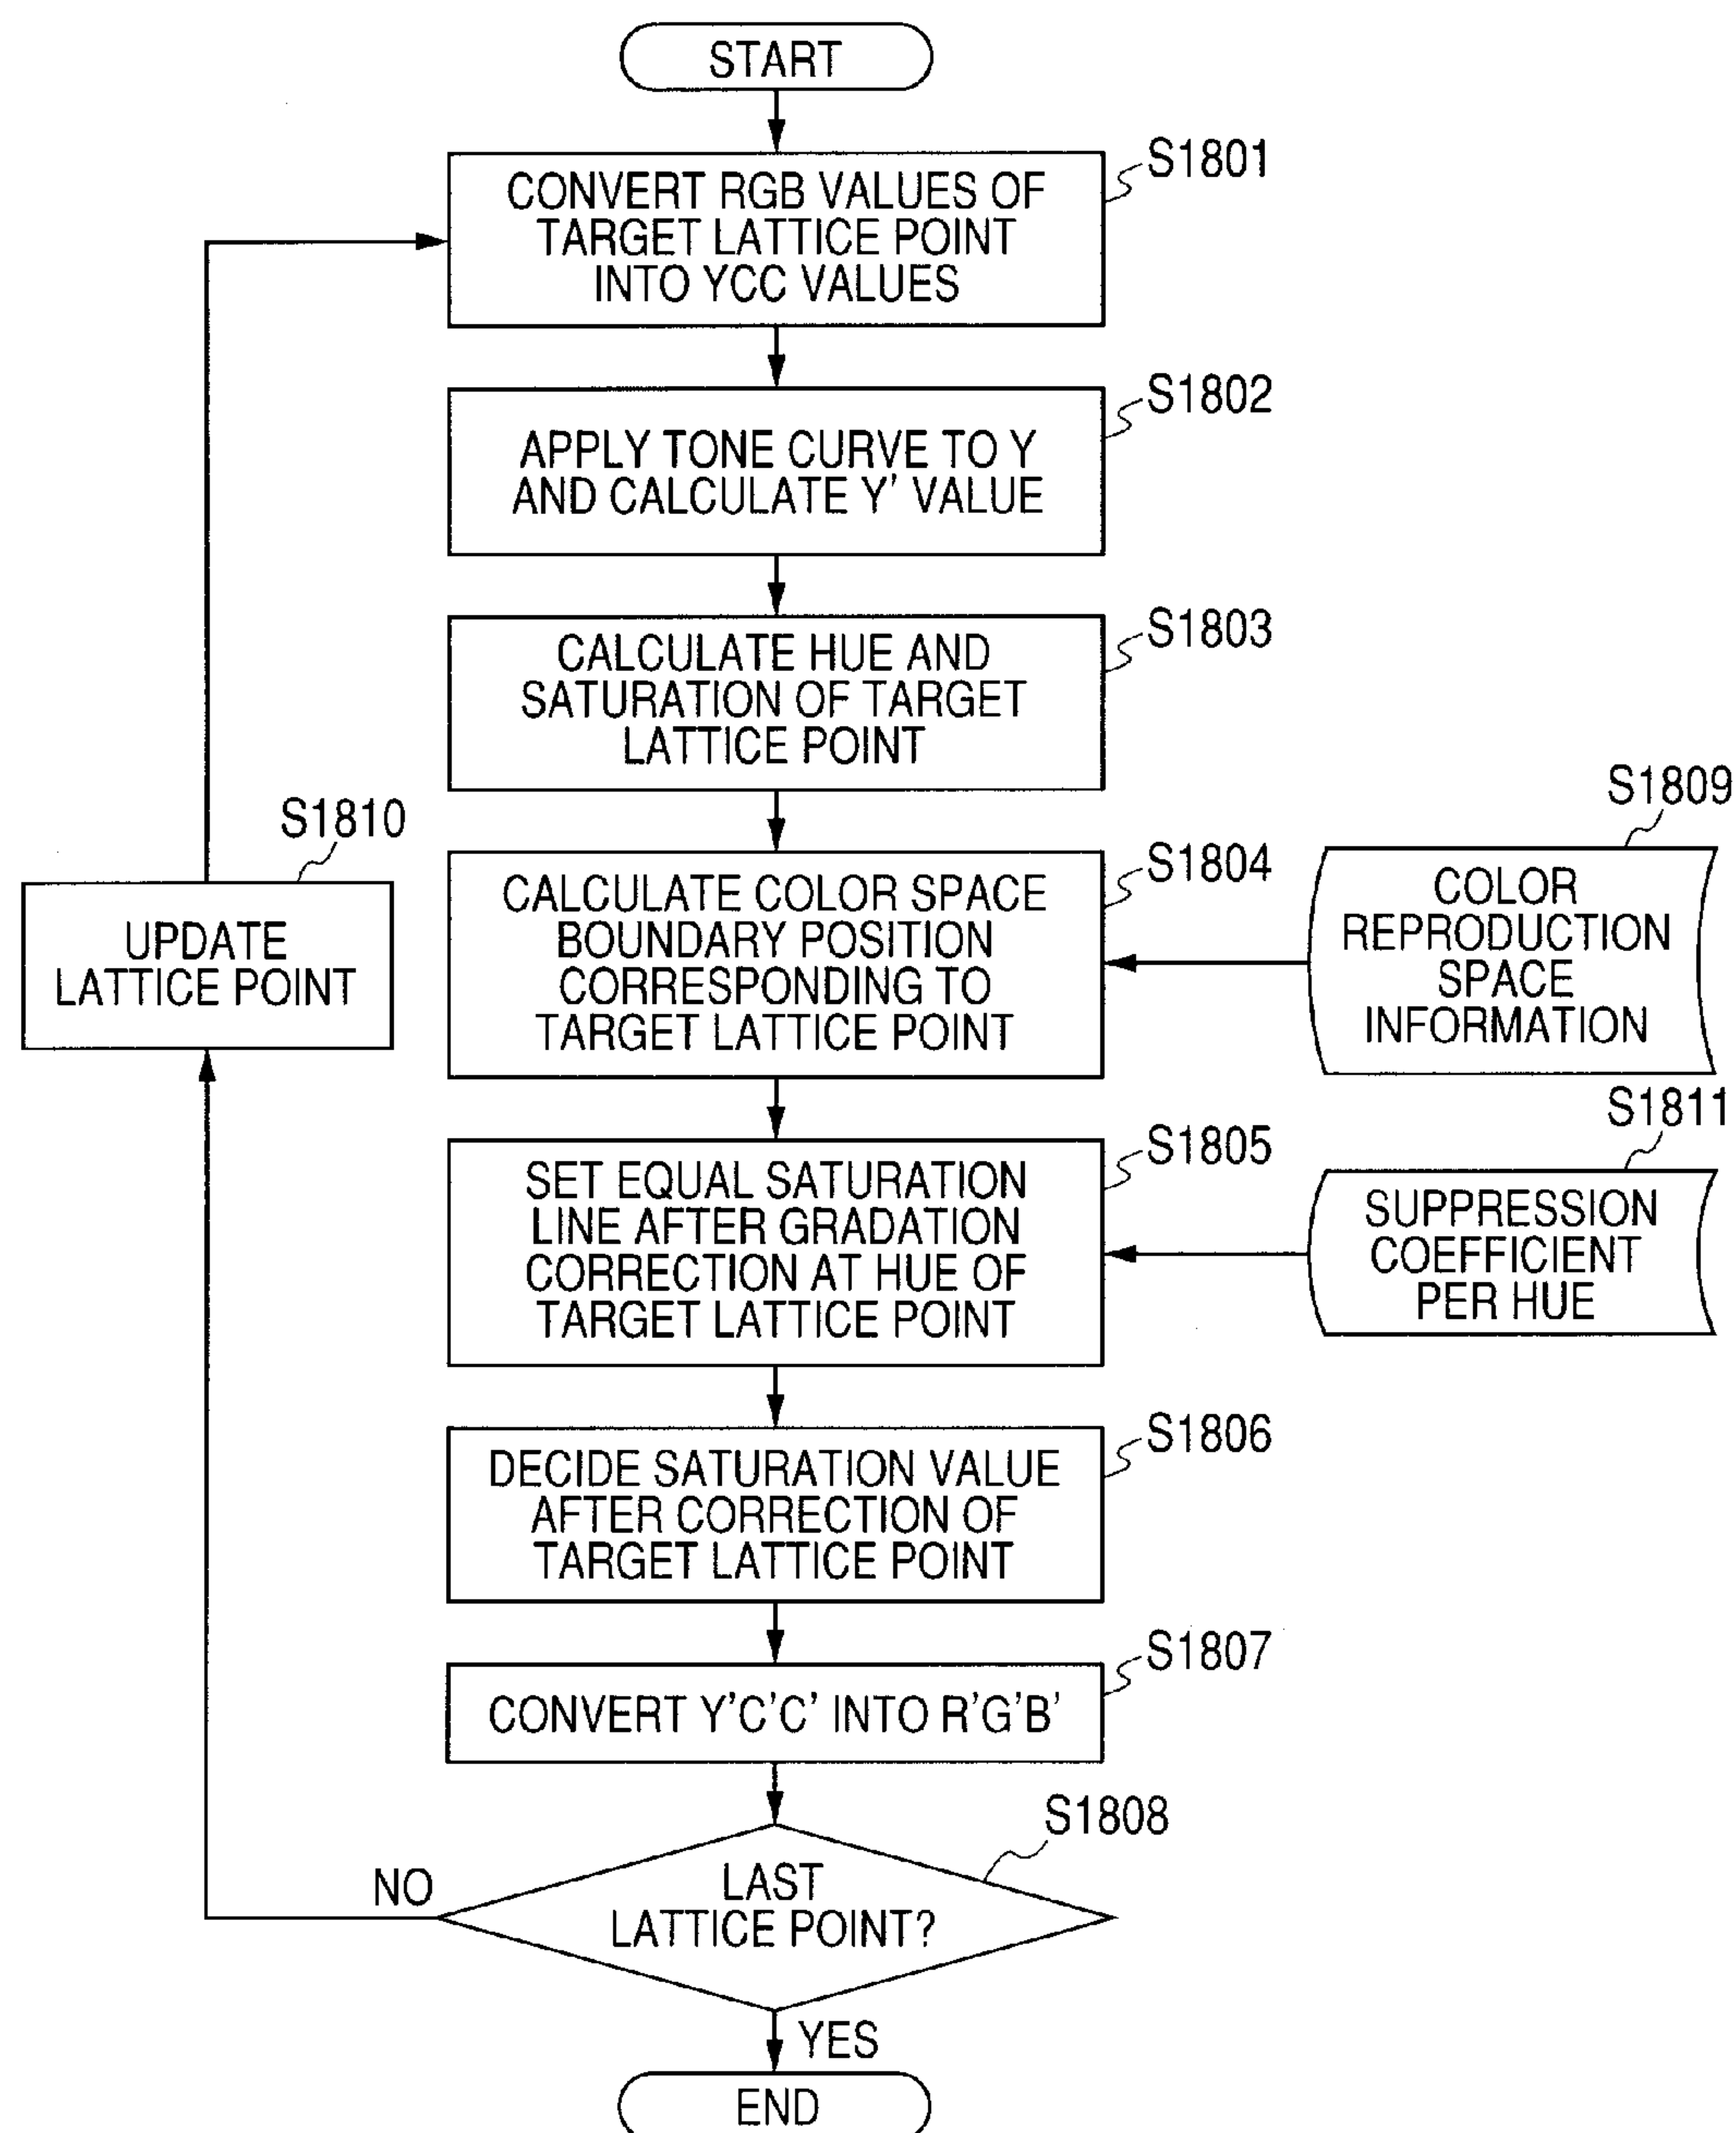 START
S1801
CONVERT RGB VALUES OF
TARGET LATTICE POINT
INTO YCC VALUES
S1802
APPLY TONE CURVE TO Y
AND CALCULATE Y' VALUE
S1803
CALCULATE HUE AND
SATURATION OF TARGET
LATTICE POINT
S1810
UPDATE
LATTICE POINT
S1804
CALCULATE COLOR SPACE
BOUNDARY POSITION
CORRESPONDING TO
TARGET LATTICE POINT
S1809
COLOR
REPRODUCTION
SPACE
INFORMATION
S1805
SET EQUAL SATURATION
LINE AFTER GRADATION
CORRECTION AT HUE OF
TARGET LATTICE POINT
S1811
SUPPRESSION
COEFFICIENT
PER HUE
S1806
DECIDE SATURATION VALUE
AFTER CORRECTION OF
TARGET LATTICE POINT
S1807
CONVERT Y'C'C' INTO R'G'B'
S1808
LAST
LATTICE POINT?
NO
YES
END